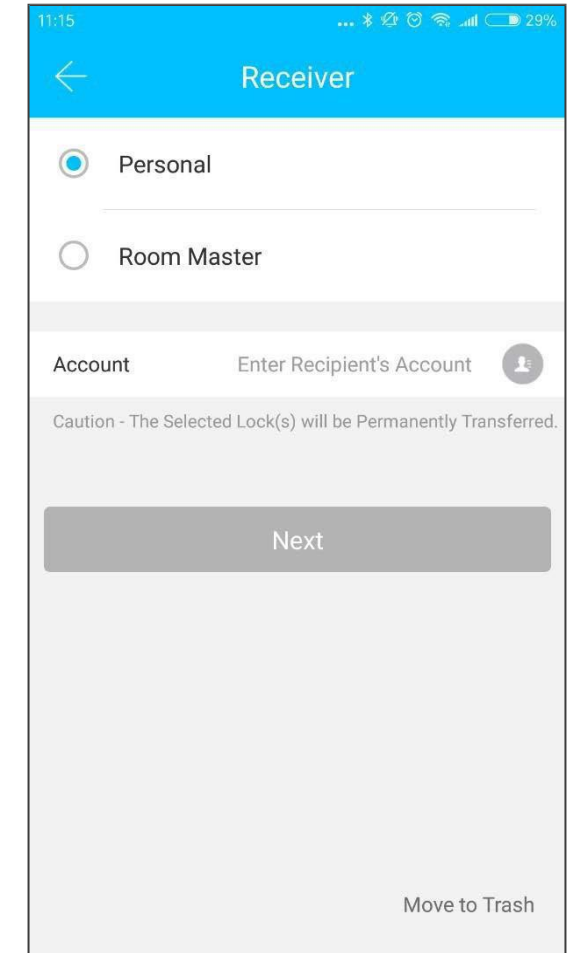 11:15 ... 29%
Receiver
Personal
Room Master
Account Enter Recipient's Account
Caution - The Selected Lock(s) will be Permanently Transferred.
Next
Move to Trash